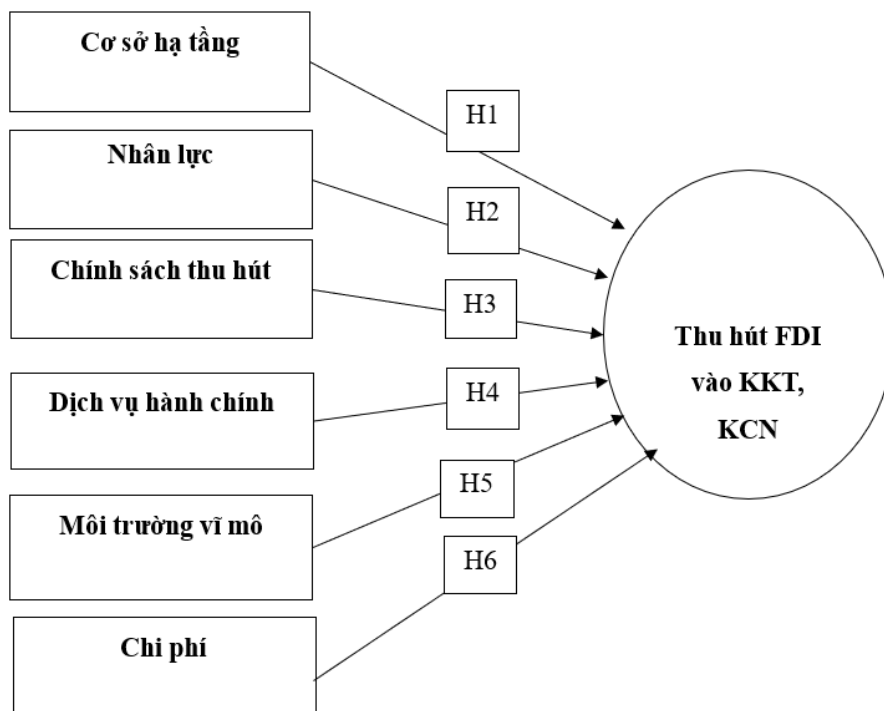 Cơ sở hạ tầng
H1
Nhân lực
H2
Chính sách thu hút
H3
Thu hút FDI
vào KKT,
KCN
Dịch vụ hành chính
H4
Môi trường vĩ mô
H5
H6
Chi phí